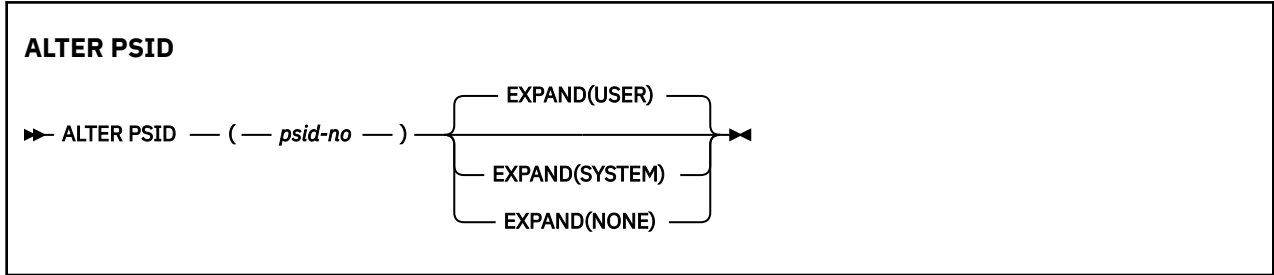 ALTER PSID
EXPAND(USER)
ALTER PSID ( psid-no )
EXPAND(SYSTEM)
EXPAND(NONE)